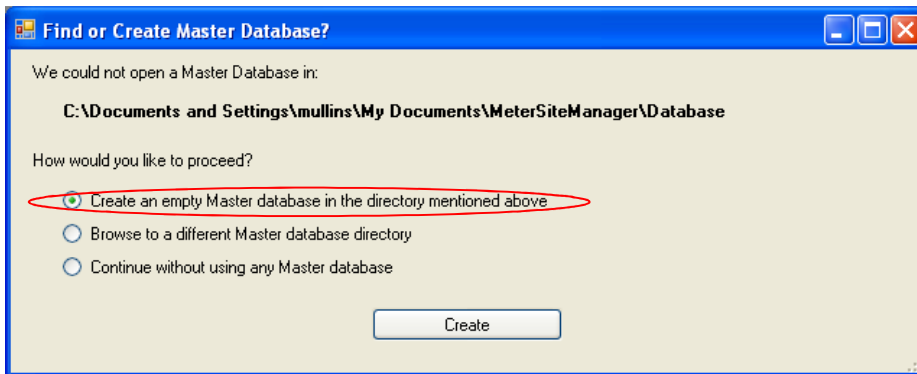 Find or Create Master Database?
We could not open a Master Database in:
C:\Documents and Settings\mullins\My Documents\MeterSiteManager\Database
How would you like to proceed?
Create an empty Master database in the directory mentioned above
Browse to a different Master database directory
Continue without using any Master database
Create